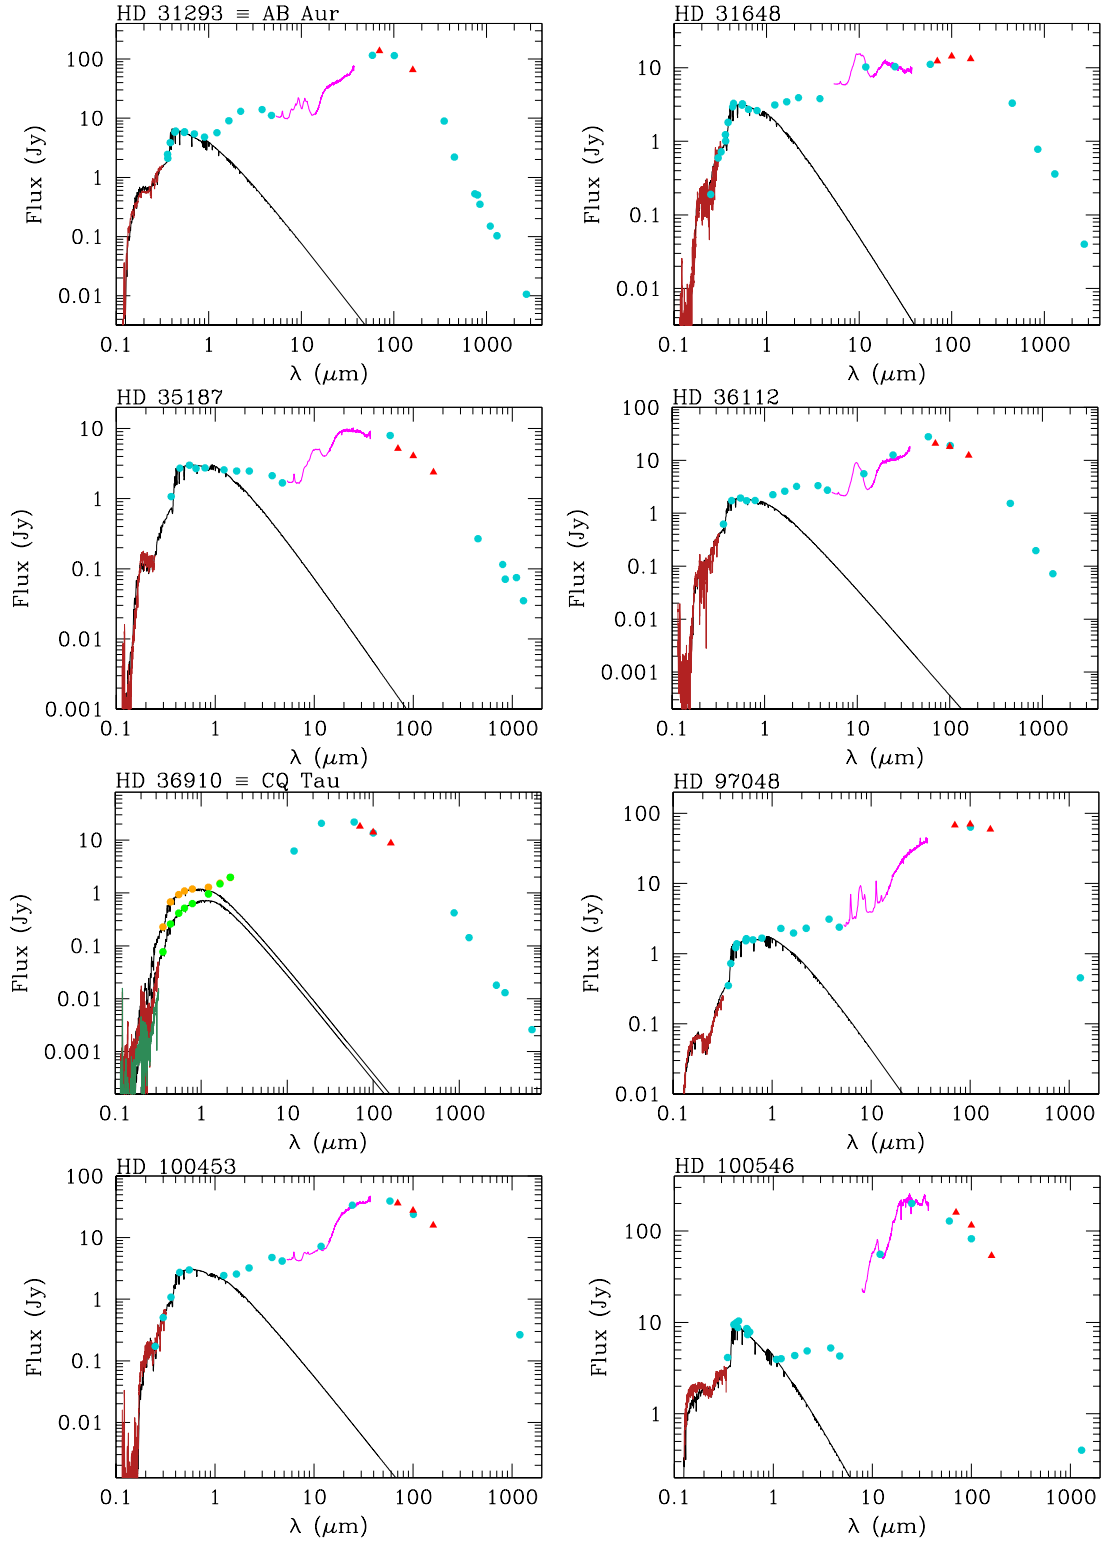 HD 31293 ≡ AB Aur
100
10
1
0.1
0.01
Flux (Jy)
0.1 1 10 100 1000
λ (μm)
HD 31648
10
1
0.1
0.01
Flux (Jy)
0.1 1 10 100 1000
λ (μm)
HD 35187
10
1
0.1
0.01
0.001
Flux (Jy)
0.1 1 10 100 1000
λ (μm)
HD 36112
100
10
1
0.1
0.01
0.001
Flux (Jy)
0.1 1 10 100 1000
λ (μm)
HD 36910 ≡ CQ Tau
10
1
0.1
0.01
0.001
Flux (Jy)
0.1 1 10 100 1000
λ (μm)
HD 97048
100
10
1
0.1
0.01
Flux (Jy)
0.1 1 10 100 1000
λ (μm)
HD 100453
100
10
1
0.1
0.01
Flux (Jy)
0.1 1 10 100 1000
λ (μm)
HD 100546
100
10
1
Flux (Jy)
0.1 1 10 100 1000
λ (μm)